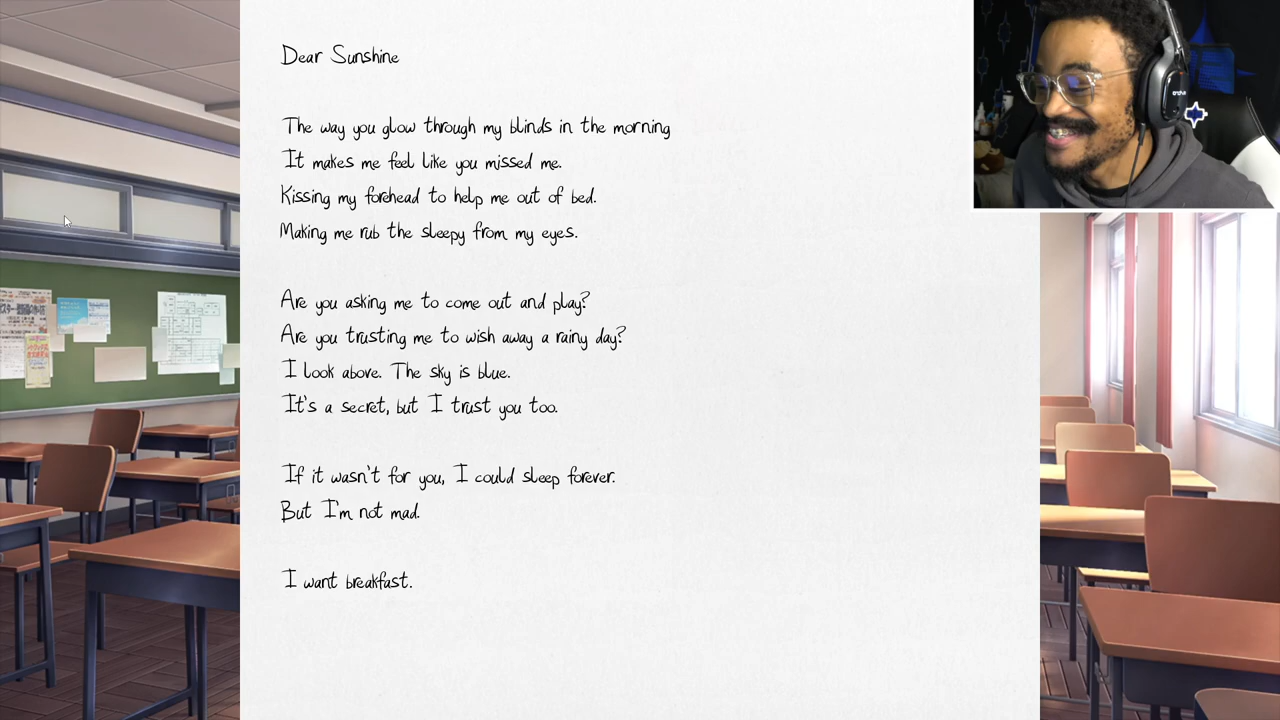 Dear Sunshine
The way you glow through my blinds in the morning
It makes me feel like you missed me.
Kissing my forehead to help me out of bed.
Making me rub the sleepy from my eyes.
Are you asking me to come out and play?
Are you trusting me to wish away a rainy day?
I look above. The sky is blue.
It's a secret, but I trust you too.
If it wasn't for you, I could sleep forever.
But I'm not mad.
I want breakfast.